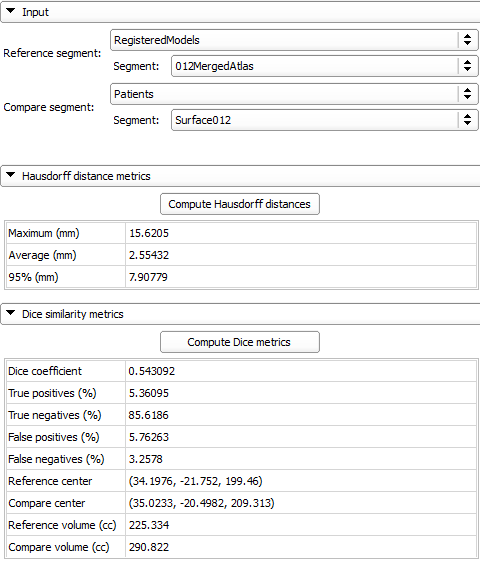 Input
Reference segment:
RegisteredModels
Segment: 012MergedAtlas
Compare segment:
Patients
Segment: Surface012
Hausdorff distance metrics
Compute Hausdorff distances
Maximum (mm) 15.6205
Average (mm) 2.55432
95% (mm) 7.90779
Dice similarity metrics
Compute Dice metrics
Dice coefficient 0.543092
True positives (%) 5.36095
True negatives (%) 85.6186
False positives (%) 5.76263
False negatives (%) 3.2578
Reference center (34.1976, -21.752, 199.46)
Compare center (35.0233, -20.4982, 209.313)
Reference volume (cc) 225.334
Compare volume (cc) 290.822